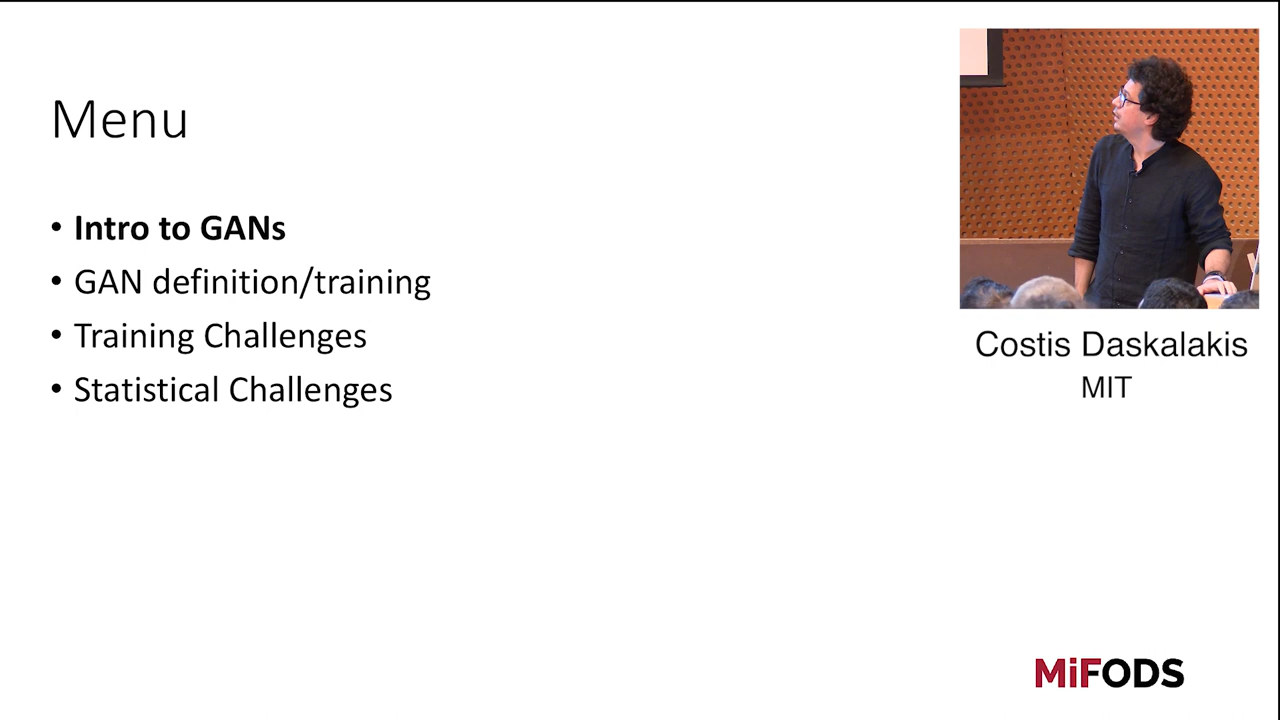 Menu
• Intro to GANs
• GAN definition/training
• Training Challenges
• Statistical Challenges
Costis Daskalakis
MIT
MiFODS